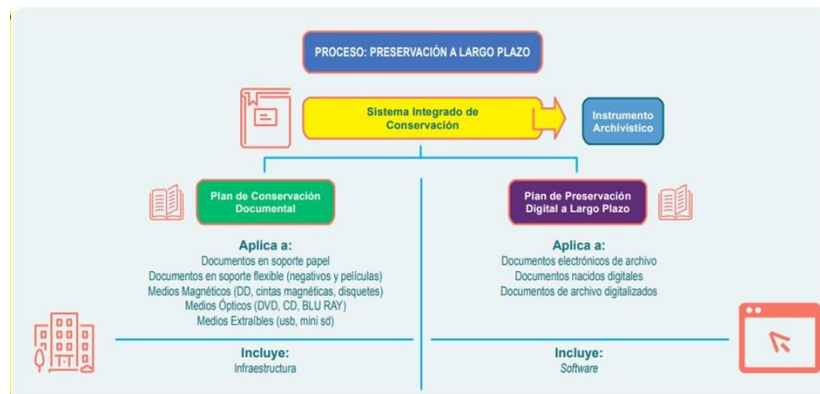 PROCESO: PRESERVACIÓN A LARGO PLAZO
Sistema Integrado de
Conservación
Instrumento
Archivístico
Plan de Conservación
Documental
Aplica a:
Documentos en soporte papel
Documentos en soporte flexible (negativos y películas)
Medios Magnéticos (DD, cintas magnéticas, disquetes)
Medios Ópticos (DVD, CD, BLU RAY)
Medios Extraíbles (usb, mini sd)
Incluye:
Infraestructura
Plan de Preservación
Digital a Largo Plazo
Aplica a:
Documentos electrónicos de archivo
Documentos nacidos digitales
Documentos de archivo digitalizados
Incluye:
Software